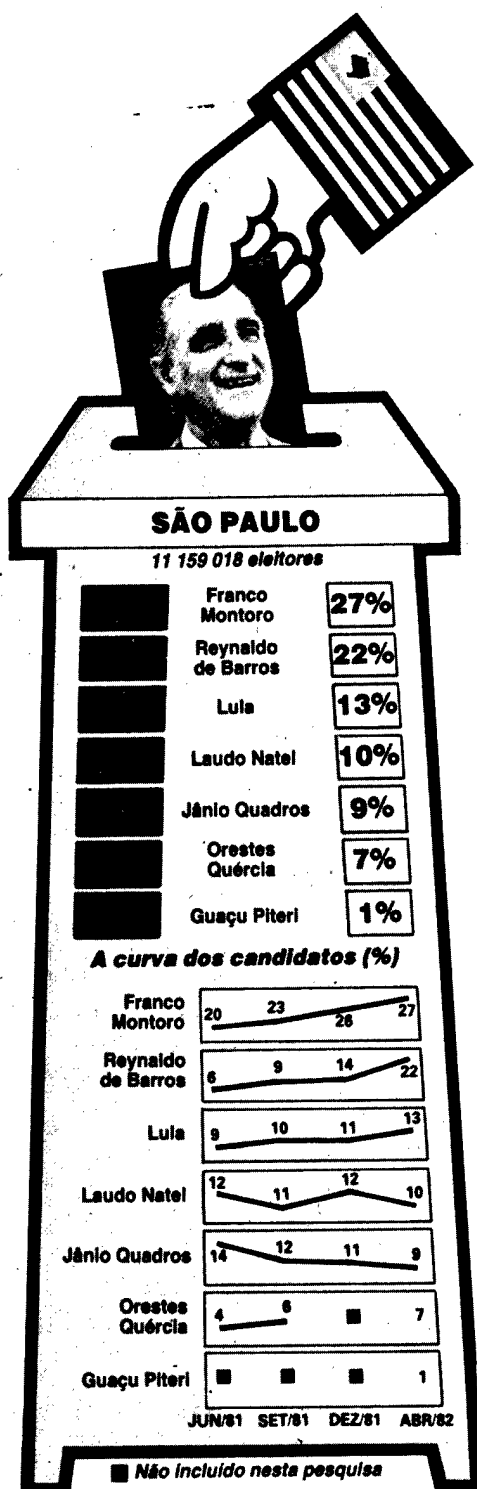 SÃO PAULO
11 159 018 eleitores
Franco
Montoro
27%
Reynaldo
de Barros
22%
Lula
13%
Laudo Natel
10%
Jânio Quadros
9%
Orestes
Quércia
7%
Guaçu Piteri
1%
A curva dos candidatos (%)
Franco
Montoro
20 23 26 27
Reynaldo
de Barros
6 9 14 22
Lula
9 10 11 13
Laudo Natel
12 11 12 10
Jânio Quadros
14 12 11 9
Orestes
Quércia
4 6 ■ 7
Guaçu Piteri
■ ■ ■ 1
JUN/81 SET/81 DEZ/81 ABR/82
■ Não incluído nesta pesquisa